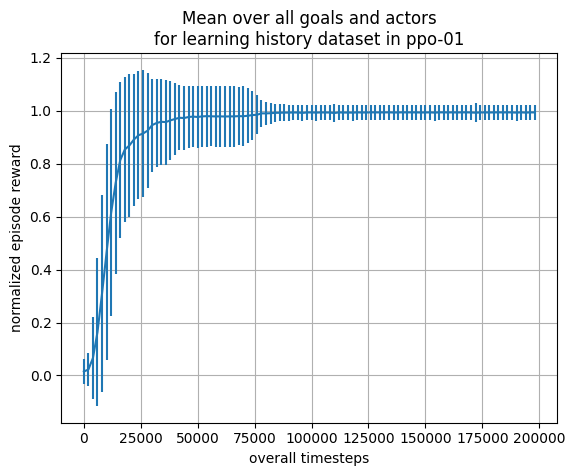 Mean over all goals and actors
for learning history dataset in ppo-01
normalized episode reward
1.2
1.0
0.8
0.6
0.4
0.2
0.0
0 25000 50000 75000 100000 125000 150000 175000 200000
overall timesteps